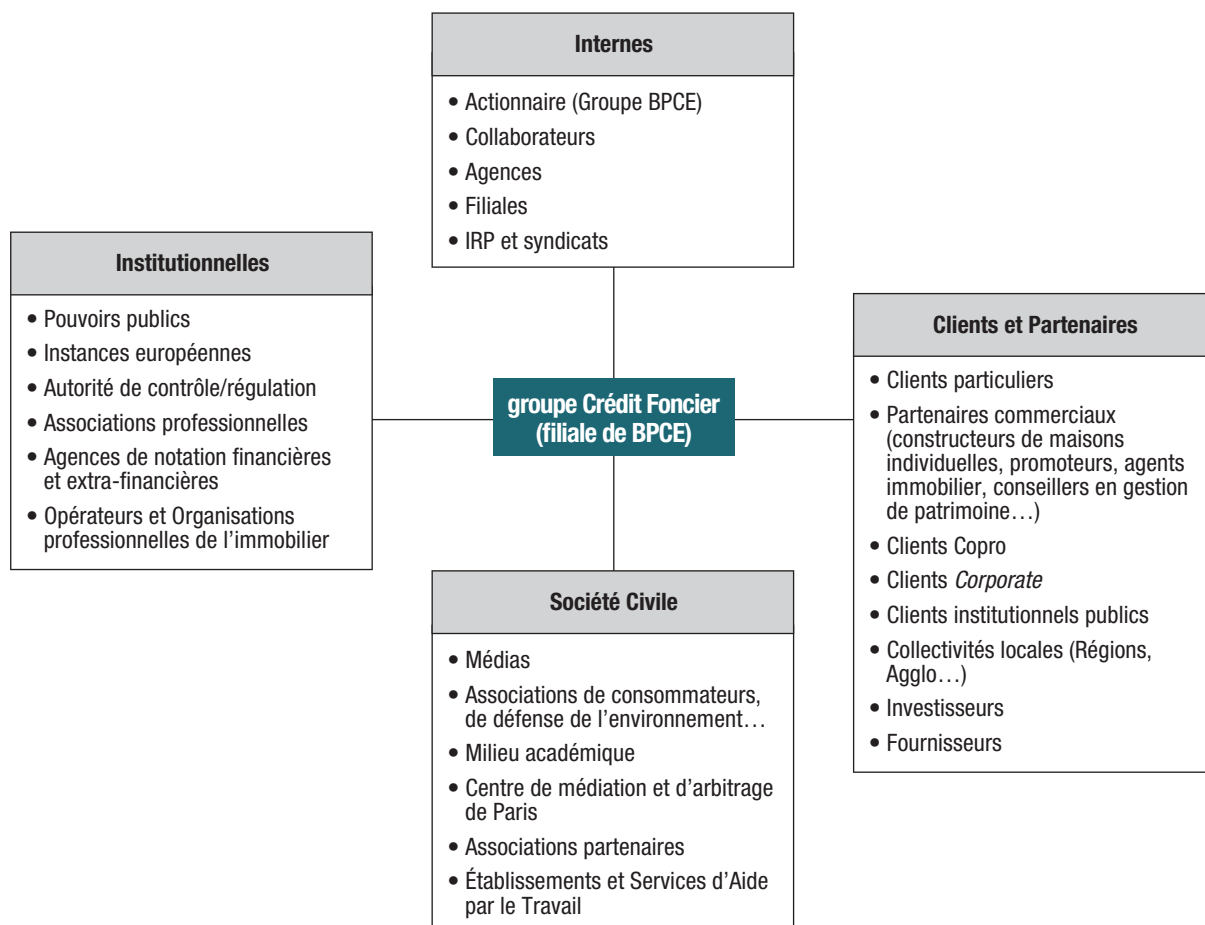 Internes
• Actionnaire (Groupe BPCE)
• Collaborateurs
• Agences
• Filiales
• IRP et syndicats
Institutionnelles
• Pouvoirs publics
• Instances européennes
• Autorité de contrôle/régulation
• Associations professionnelles
• Agences de notation financières
et extra-financières
• Opérateurs et Organisations
professionnelles de l'immobilier
groupe Crédit Foncier
(filiale de BPCE)
Clients et Partenaires
• Clients particuliers
• Partenaires commerciaux
(constructeurs de maisons
individuelles, promoteurs, agents
immobilier, conseillers en gestion
de patrimoine…)
• Clients Copro
• Clients Corporate
• Clients institutionnels publics
• Collectivités locales (Régions,
Agglo…)
• Investisseurs
• Fournisseurs
Société Civile
• Médias
• Associations de consommateurs,
de défense de l'environnement…
• Milieu académique
• Centre de médiation et d'arbitrage
de Paris
• Associations partenaires
• Établissements et Services d'Aide
par le Travail